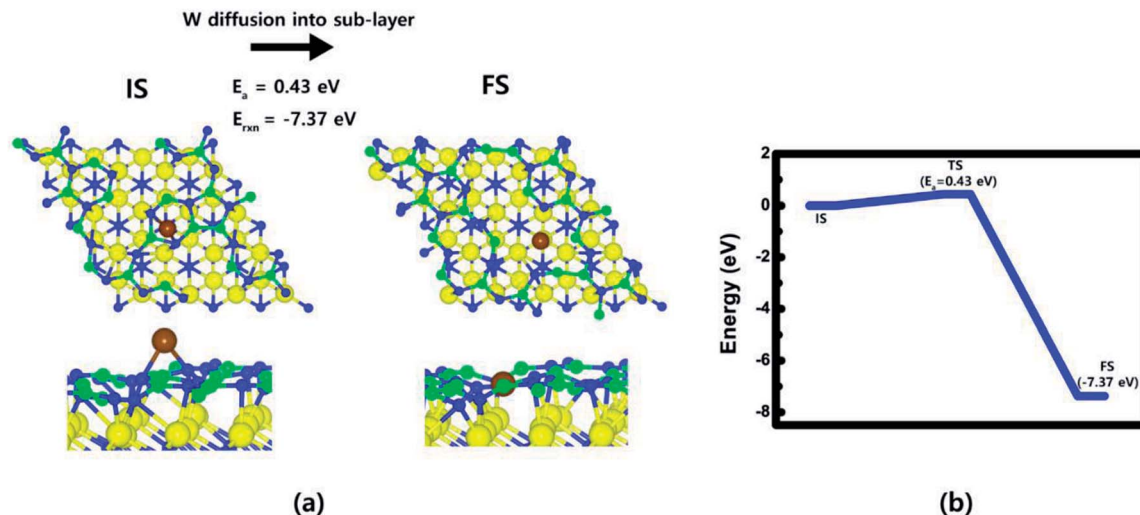 W diffusion into sub-layer
Eₐ = 0.43 eV
IS
FS
Eᵣₓₙ = -7.37 eV
(a)
Energy (eV)
2
0
-2
-4
-6
-8
TS
(Eₐ=0.43 eV)
IS
FS
(-7.37 eV)
(b)